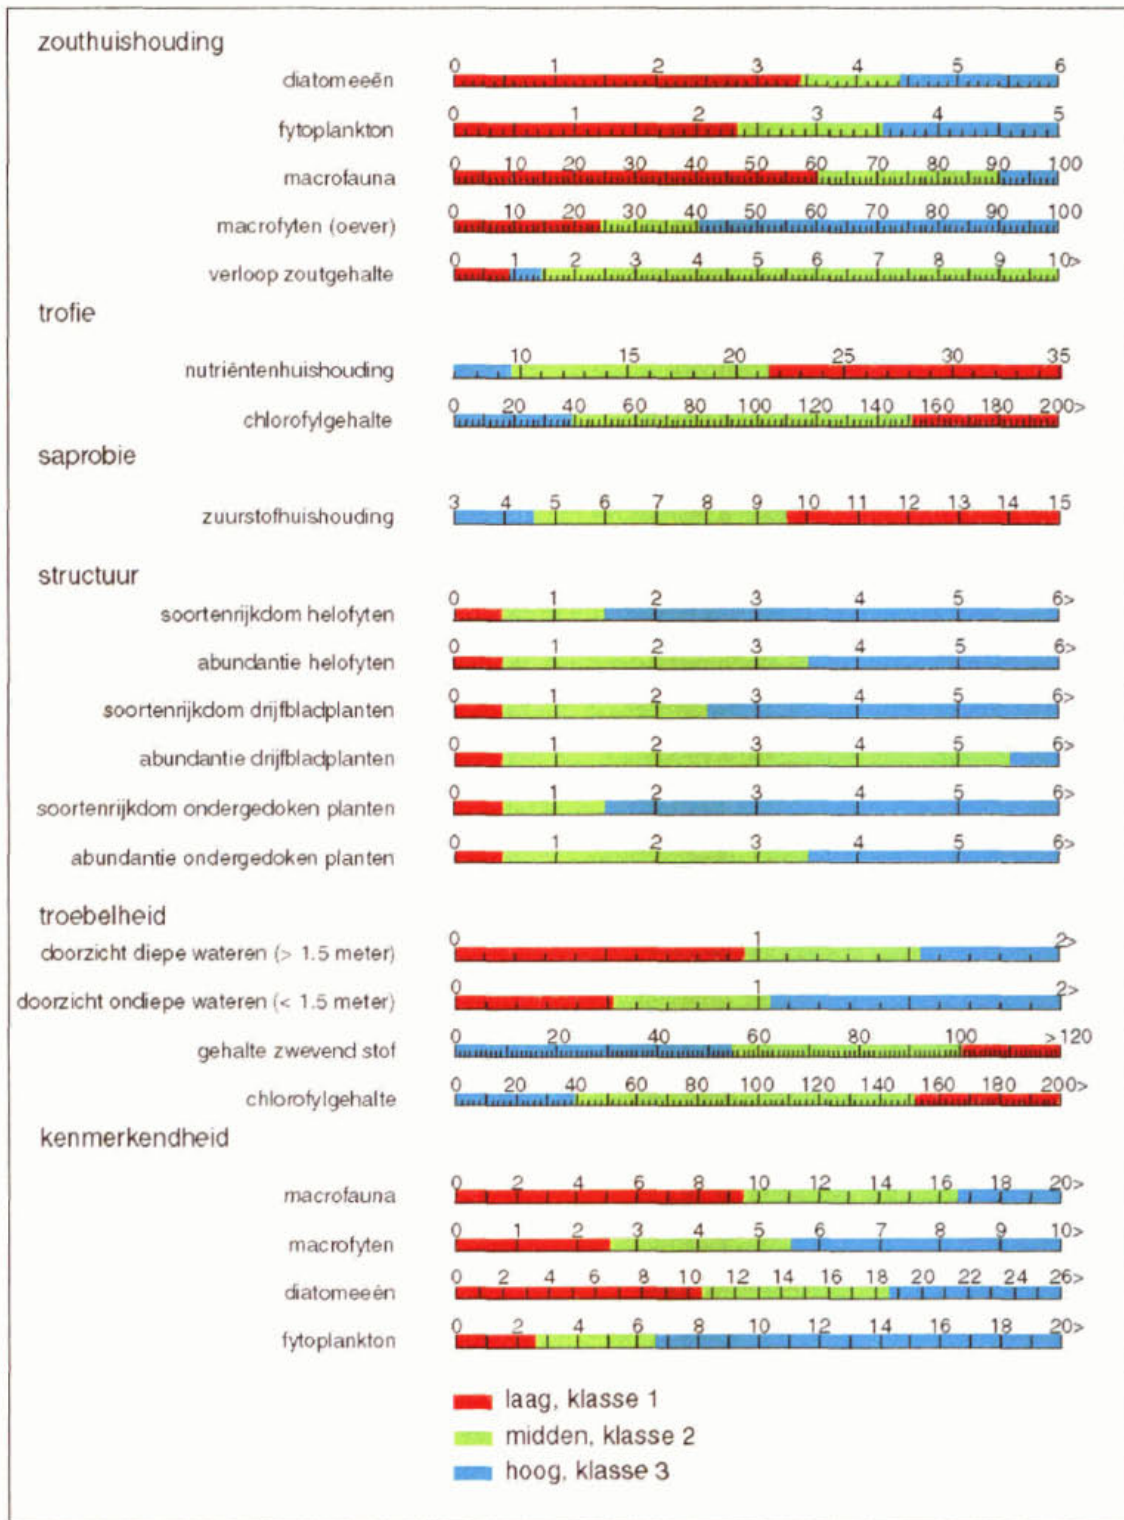 zouthuishouding
0 1 2 3 4 5 6
diatomeeën
0 1 2 3 4 5
fytoplankton
0 10 20 30 40 50 60 70 80 90 100
macrofauna
0 10 20 30 40 50 60 70 80 90 100
macrofyten (oever)
0 1 2 3 4 5 6 7 8 9 10>
verloop zoutgehalte
trofie
10 15 20 25 30 35
nutriëntenhuishouding
0 20 40 60 80 100 120 140 160 180 200>
chlorofylgehalte
saprobie
3 4 5 6 7 8 9 10 11 12 13 14 15
zuurstofhuishouding
structuur
0 1 2 3 4 5 6>
soortenrijkdom helofyten
0 1 2 3 4 5 6>
abundantie helofyten
0 1 2 3 4 5 6>
soortenrijkdom drijfbladplanten
0 1 2 3 4 5 6>
abundantie drijfbladplanten
0 1 2 3 4 5 6>
soortenrijkdom ondergedoken planten
0 1 2 3 4 5 6>
abundantie ondergedoken planten
troebelheid
0 1 2>
doorzicht diepe wateren (> 1.5 meter)
0 1 2>
doorzicht ondiepe wateren (< 1.5 meter)
0 20 40 60 80 100 >120
gehalte zwevend stof
0 20 40 60 80 100 120 140 160 180 200>
chlorofylgehalte
kenmerkendheid
0 2 4 6 8 10 12 14 16 18 20>
macrofauna
0 1 2 3 4 5 6 7 8 9 10>
macrofyten
0 2 4 6 8 10 12 14 16 18 20 22 24 26>
diatomeeën
0 2 4 6 8 10 12 14 16 18 20>
fytoplankton
laag, klasse 1
midden, klasse 2
hoog, klasse 3